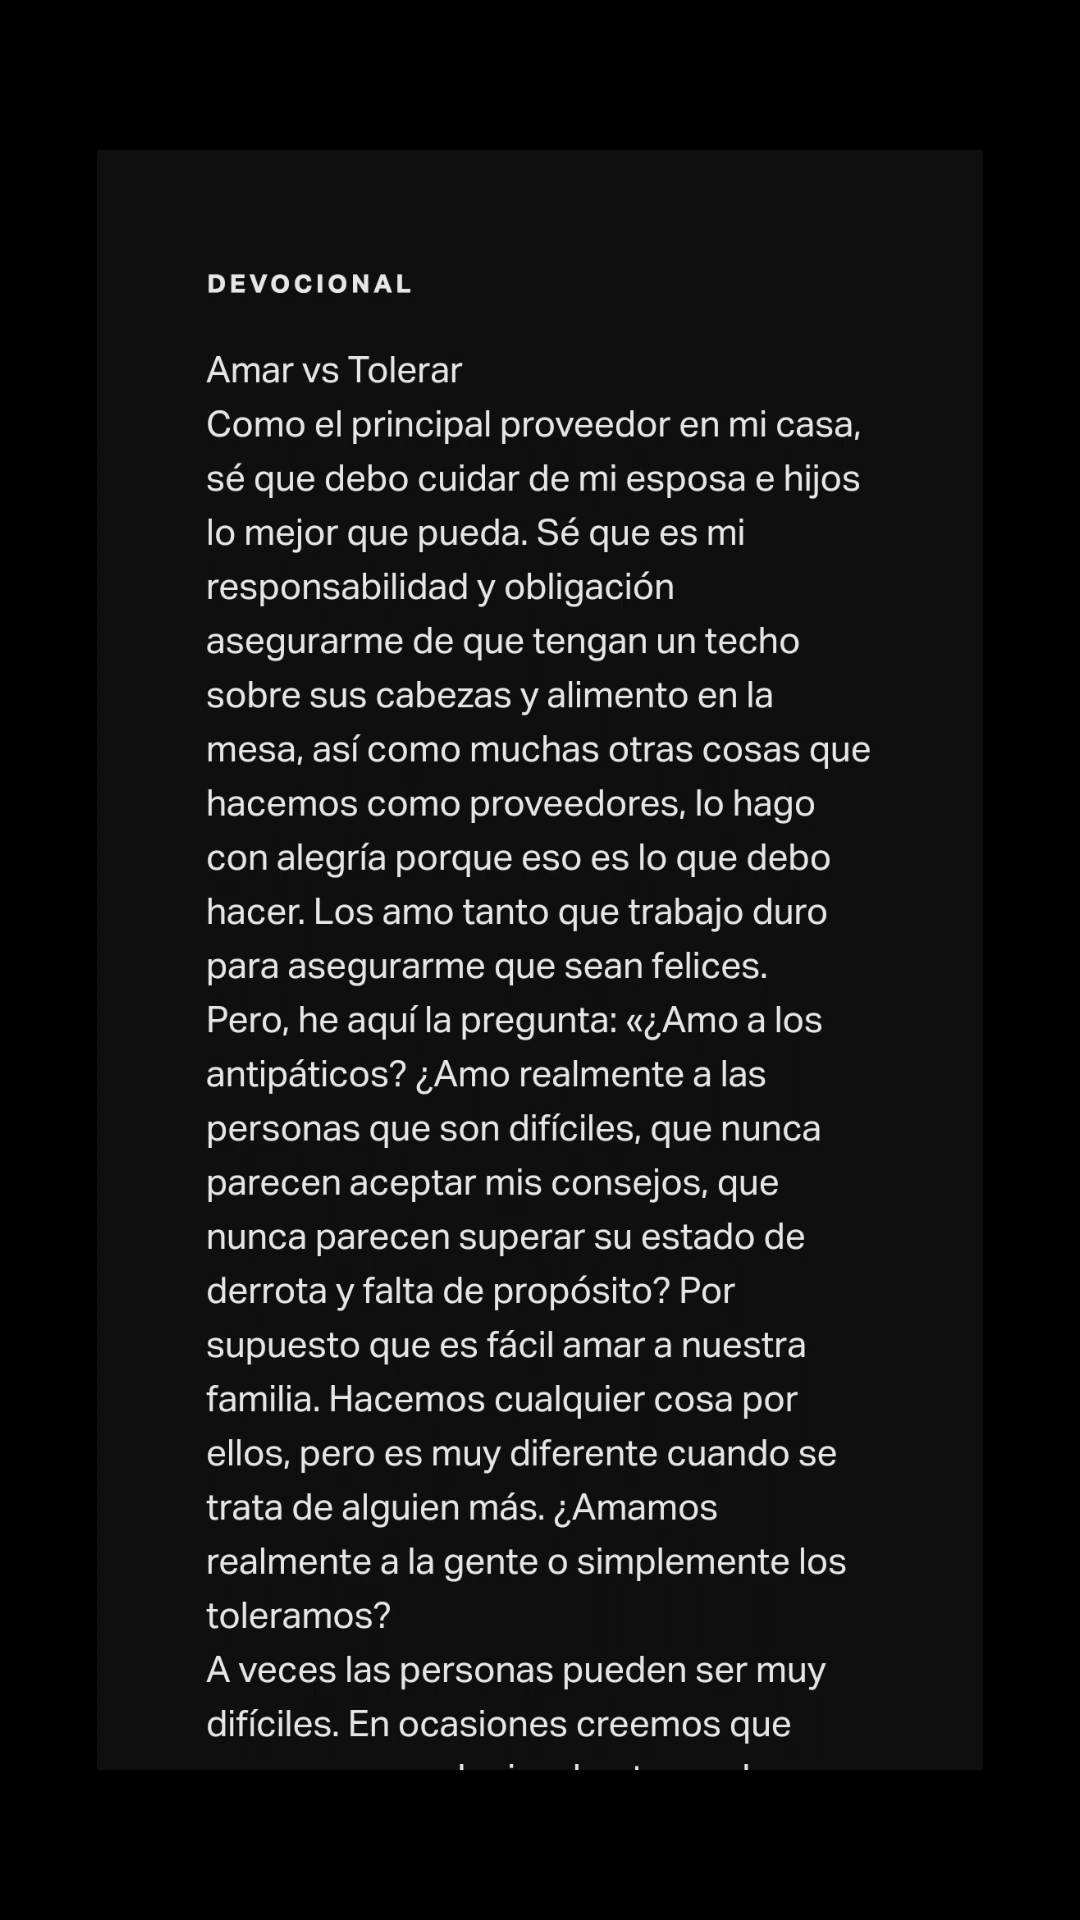 DEVOCIONAL
Amar vs Tolerar
Como el principal proveedor en mi casa,
sé que debo cuidar de mi esposa e hijos
lo mejor que pueda. Sé que es mi
responsabilidad y obligación
asegurarme de que tengan un techo
sobre sus cabezas y alimento en la
mesa, así como muchas otras cosas que
hacemos como proveedores, lo hago
con alegría porque eso es lo que debo
hacer. Los amo tanto que trabajo duro
para asegurarme que sean felices.
Pero, he aquí la pregunta: «¿Amo a los
antipáticos? ¿Amo realmente a las
personas que son difíciles, que nunca
parecen aceptar mis consejos, que
nunca parecen superar su estado de
derrota y falta de propósito? Por
supuesto que es fácil amar a nuestra
familia. Hacemos cualquier cosa por
ellos, pero es muy diferente cuando se
trata de alguien más. ¿Amamos
realmente a la gente o simplemente los
toleramos?
A veces las personas pueden ser muy
difíciles. En ocasiones creemos que